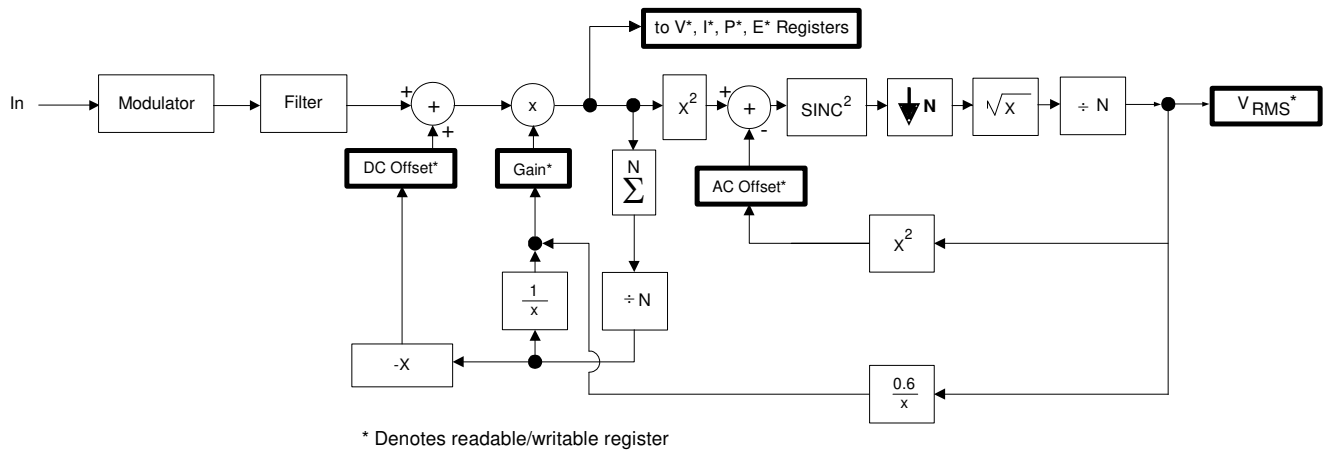 to V*, I*, P*, E* Registers
In
Modulator
Filter
+
+
+
x
X²
+
+
-
SINC²
N
√X
÷ N
V RMS*
DC Offset*
Gain*
N
Σ
AC Offset*
X²
1
x
÷ N
-X
0.6
x
* Denotes readable/writable register